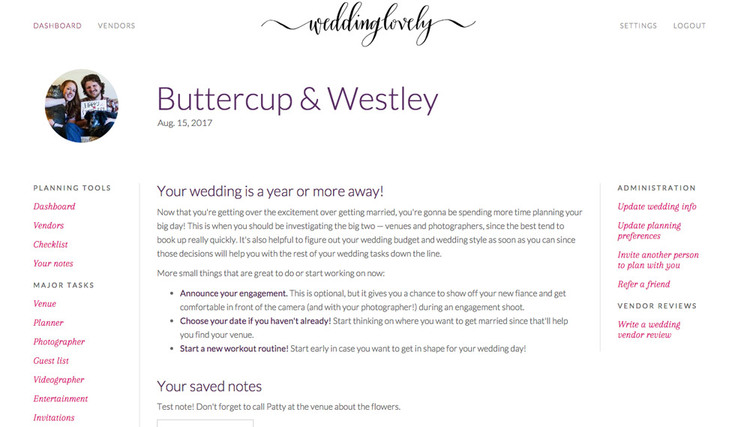 DASHBOARD VENDORS
weddinglovely
SETTINGS LOGOUT
Buttercup & Westley
Aug. 15, 2017
PLANNING TOOLS
Dashboard
Vendors
Checklist
Your notes
MAJOR TASKS
Venue
Planner
Photographer
Guest list
Videographer
Entertainment
Invitations
Your wedding is a year or more away!
Now that you're getting over the excitement over getting married, you're gonna be spending more time planning your
big day! This is when you should be investigating the big two — venues and photographers, since the best tend to
book up really quickly. It's also helpful to figure out your wedding budget and wedding style as soon as you can since
those decisions will help you with the rest of your wedding tasks down the line.
More small things that are great to do or start working on now:
• Announce your engagement. This is optional, but it gives you a chance to show off your new fiance and get
comfortable in front of the camera (and with your photographer!) during an engagement shoot.
• Choose your date if you haven't already! Start thinking on where you want to get married since that'll help
you find your venue.
• Start a new workout routine! Start early in case you want to get in shape for your wedding day!
Your saved notes
Test note! Don't forget to call Patty at the venue about the flowers.
ADMINISTRATION
Update wedding info
Update planning
preferences
Invite another person
to plan with you
Refer a friend
VENDOR REVIEWS
Write a wedding
vendor review